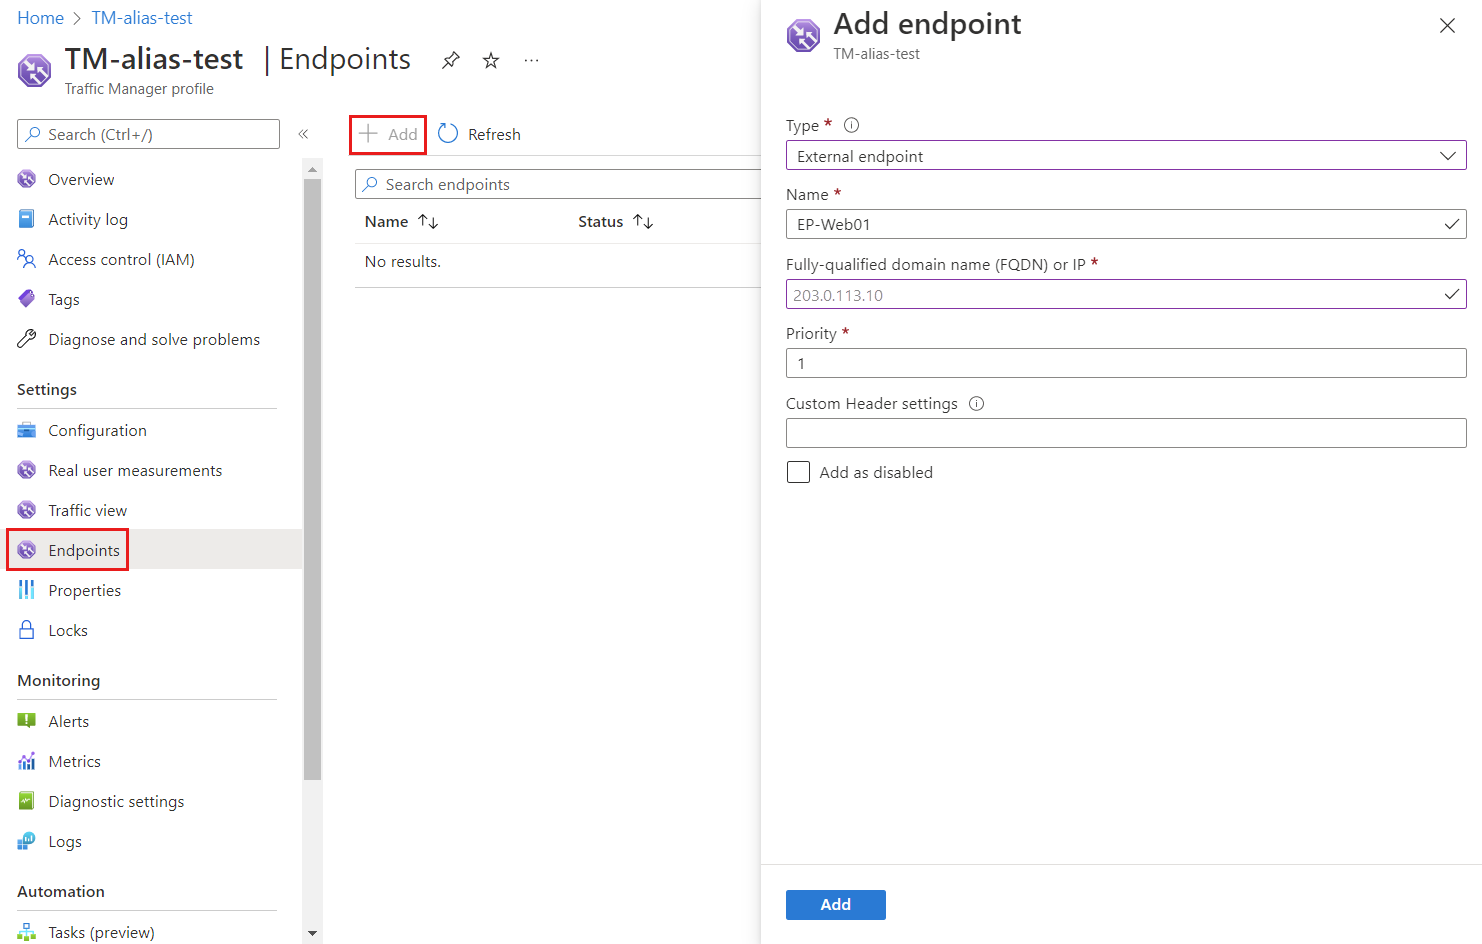 Home > TM-alias-test
TM-alias-test | Endpoints ...
Traffic Manager profile
Search (Ctrl+/) «
Overview
Activity log
Access control (IAM)
Tags
Diagnose and solve problems
Settings
Configuration
Real user measurements
Traffic view
Endpoints
Properties
Locks
Monitoring
Alerts
Metrics
Diagnostic settings
Logs
Automation
Tasks (preview)
+ Add Refresh
Search endpoints
Name ↑↓ Status ↑↓
No results.
Add endpoint
TM-alias-test
Type *
External endpoint
Name *
EP-Web01
Fully-qualified domain name (FQDN) or IP *
203.0.113.10
Priority *
1
Custom Header settings
Add as disabled
Add